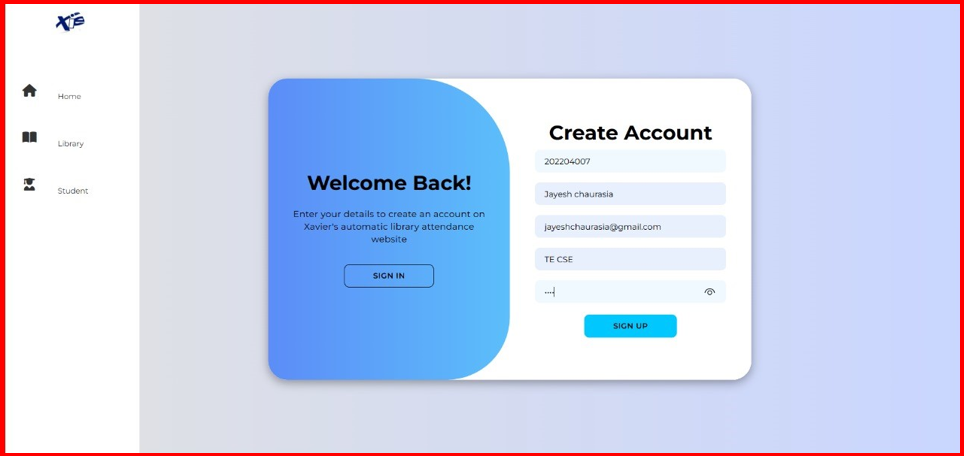 XIS
Home
Library
Student
Welcome Back!
Enter your details to create an account on
Xavier's automatic library attendance
website
SIGN IN
Create Account
202204007
Jayesh chaurasia
jayeshchaurasia@gmail.com
TE CSE
••••
SIGN UP